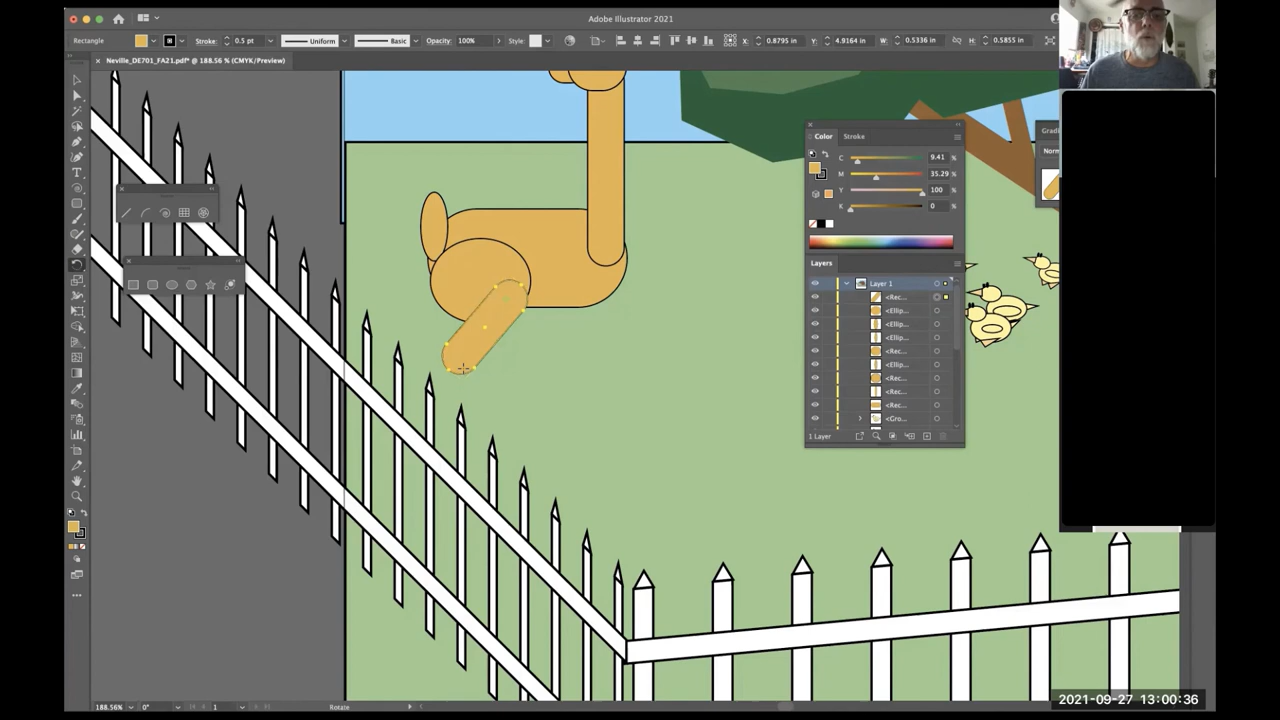 Adobe Illustrator 2021
Rectangle Stroke: 0.5 pt Uniform Basic Opacity: 100% Style: X: 0.8795 in Y: 4.9164 in W: 0.5336 in H: 0.5855 in
× Neville_DE701_FA21.pdf* @ 188.56 % (CMYK/Preview)
Color Stroke
C 9.41 %
M 35.29 %
Y 100 %
K 0 %
Gradi
Norm
Layers
Layer 1
<Rec...
<Ellip...
<Ellip...
<Ellip...
<Rec...
<Ellip...
<Rec...
<Rec...
<Rec...
<Gro...
1 Layer
188.56% 0° 1 Rotate
2021-09-27 13:00:36